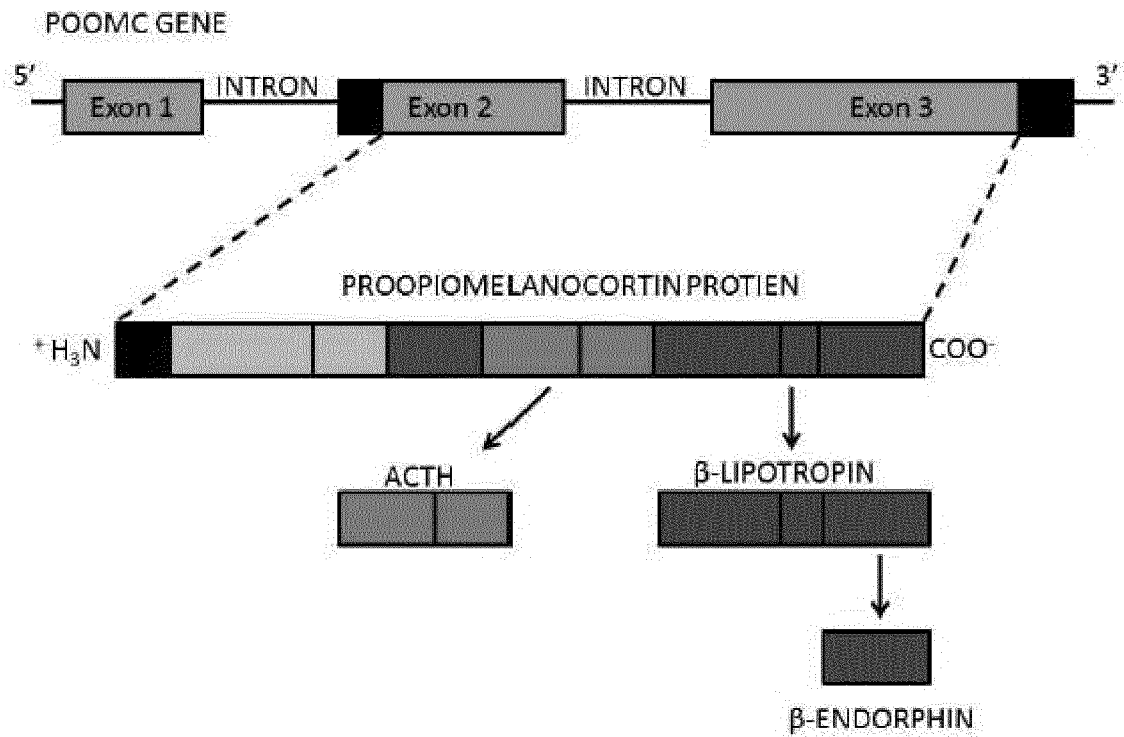 POOMC GENE
5' INTRON INTRON 3'
Exon 1 Exon 2 Exon 3
PROOPIOMELANOCORTIN PROTIEN
+H₃N COO⁻
ACTH β-LIPOTROPIN
β-ENDORPHIN